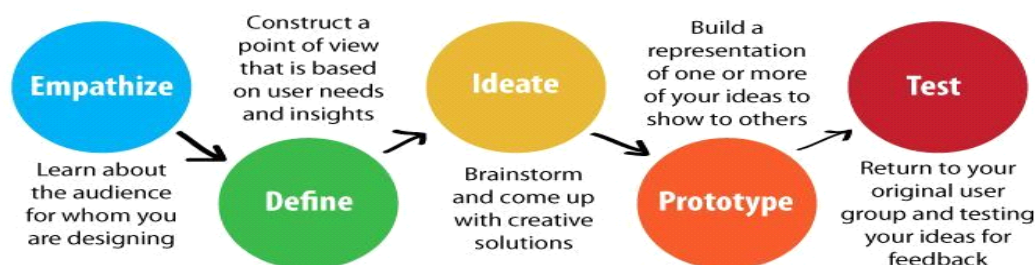 Empathize
Learn about
the audience
for whom you
are designing
Construct a
point of view
that is based
on user needs
and insights
Define
Ideate
Brainstorm
and come up
with creative
solutions
Build a
representation
of one or more
of your ideas to
show to others
Prototype
Test
Return to your
original user
group and testing
your ideas for
feedback